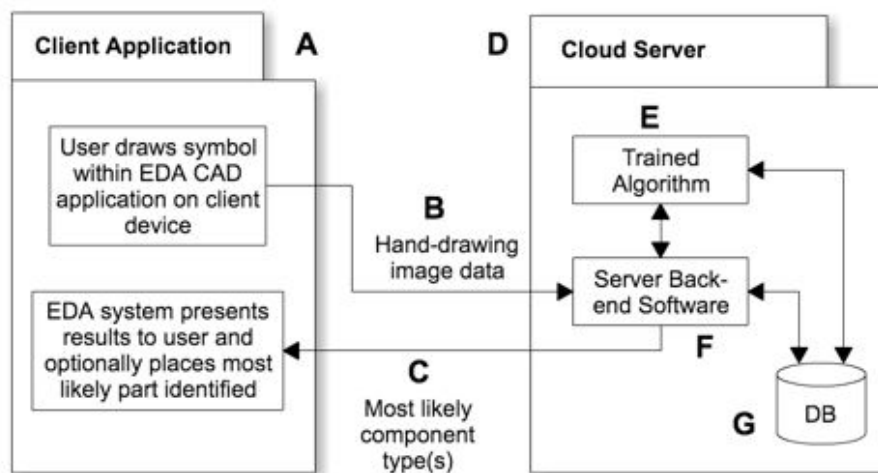 Client Application
A
User draws symbol
within EDA CAD
application on client
device
EDA system presents
results to user and
optionally places most
likely part identified
B
Hand-drawing
image data
C
Most likely
component
type(s)
D
Cloud Server
E
Trained
Algorithm
Server Back-
end Software
F
G
DB